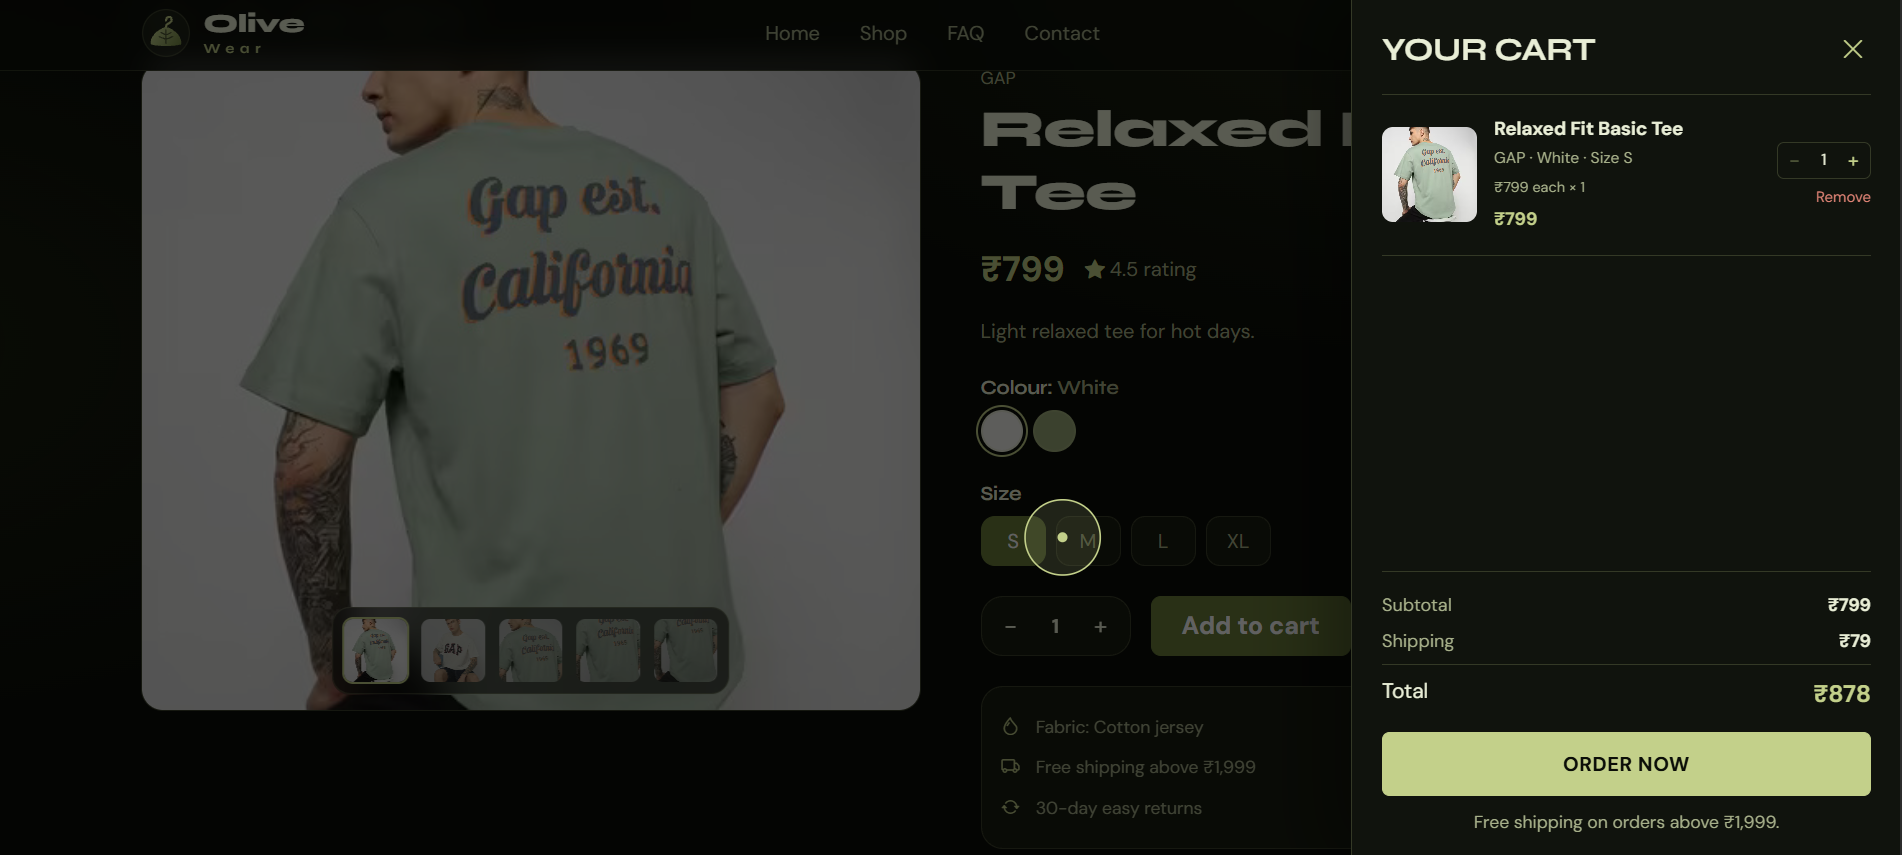 Olive
Wear
Home
Shop
FAQ
Contact
Gap est.
California
1969
GAP
Relaxed
Tee
₹799
4.5 rating
Light relaxed tee for hot days.
Colour: White
Size
S
M
L
XL
− 1 +
Add to cart
Fabric: Cotton jersey
Free shipping above ₹1,999
30-day easy returns
YOUR CART
Relaxed Fit Basic Tee
GAP · White · Size S
₹799 each × 1
₹799
− 1 +
Remove
Subtotal ₹799
Shipping ₹79
Total ₹878
ORDER NOW
Free shipping on orders above ₹1,999.